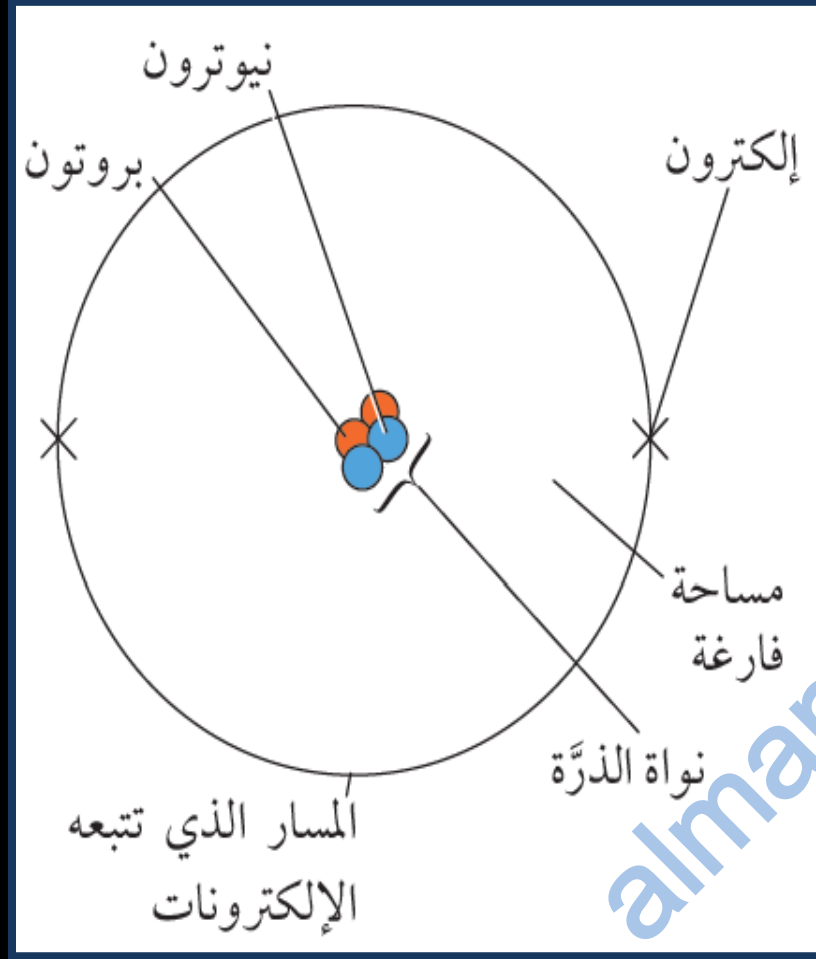 نيوترون
بروتون
إلكترون
مساحة
فارغة
نواة الذرَّة
المسار الذي تتبعه
الإلكترونات